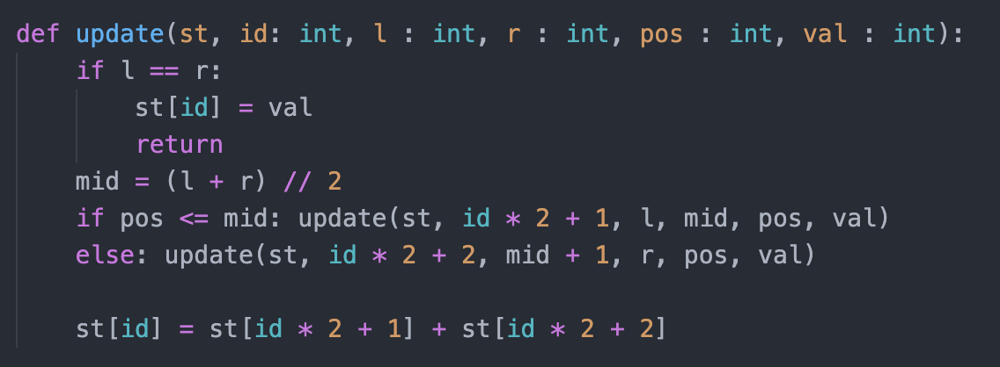 def update(st, id: int, l : int, r : int, pos : int, val : int):
    if l == r:
        st[id] = val
        return
    mid = (l + r) // 2
    if pos <= mid: update(st, id * 2 + 1, l, mid, pos, val)
    else: update(st, id * 2 + 2, mid + 1, r, pos, val)

    st[id] = st[id * 2 + 1] + st[id * 2 + 2]